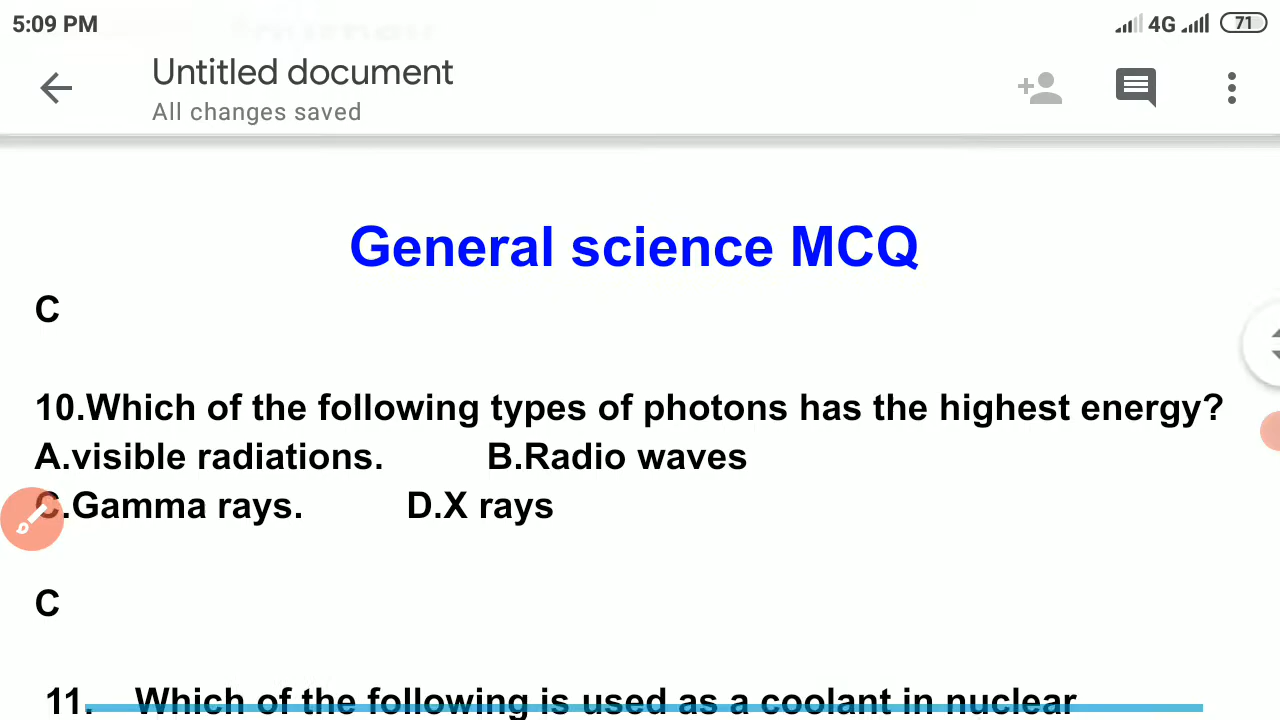 5:09 PM
4G
71
Untitled document
All changes saved
General science MCQ
C
10.Which of the following types of photons has the highest energy?
A.visible radiations. B.Radio waves
C.Gamma rays. D.X rays
C
11. Which of the following is used as a coolant in nuclear